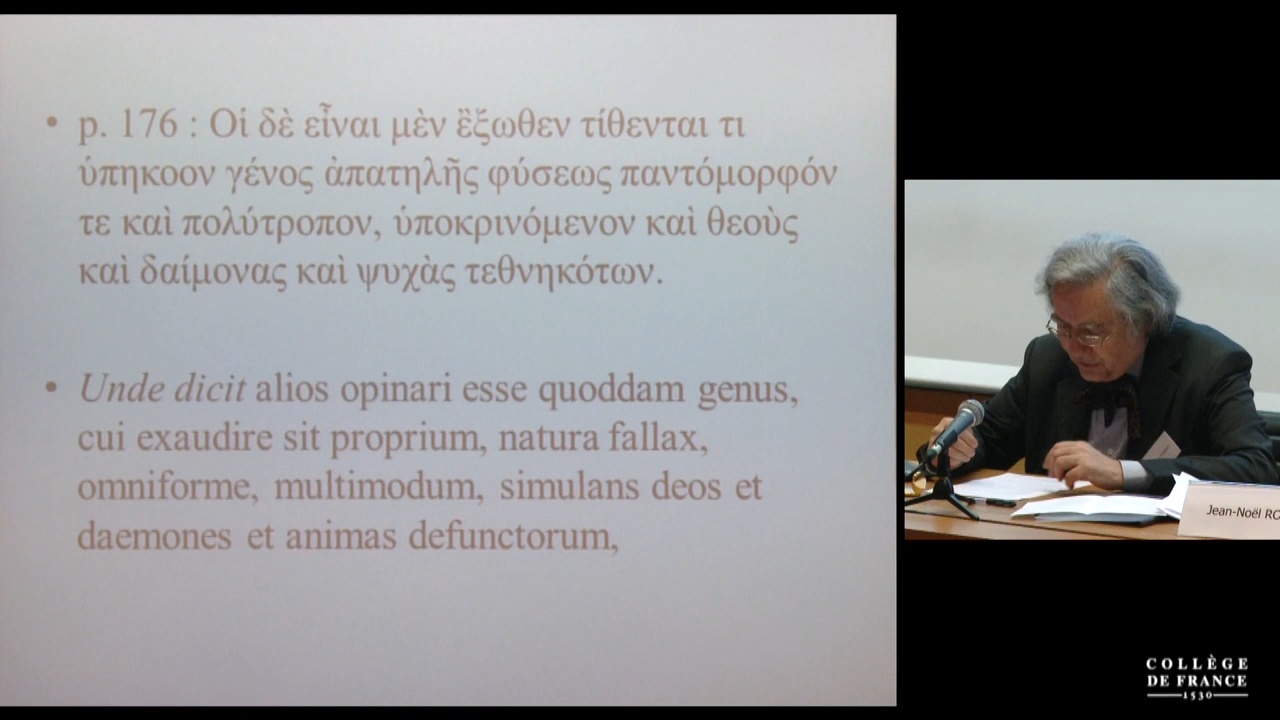 • p. 176 : Οἱ δὲ εἶναι μὲν ἔξωθεν τίθενται τι
ὑπηκοον γένος ἀπατηλῆς φύσεως παντόμορφόν
τε καὶ πολύτροπον, ὑποκρινόμενον καὶ θεοὺς
καὶ δαίμονας καὶ ψυχὰς τεθνηκότων.
• Unde dicit alios opinari esse quoddam genus,
cui exaudire sit proprium, natura fallax,
omniforme, multimodum, simulans deos et
daemones et animas defunctorum,
Jean-Noël RO
COLLÈGE
DE FRANCE
1530